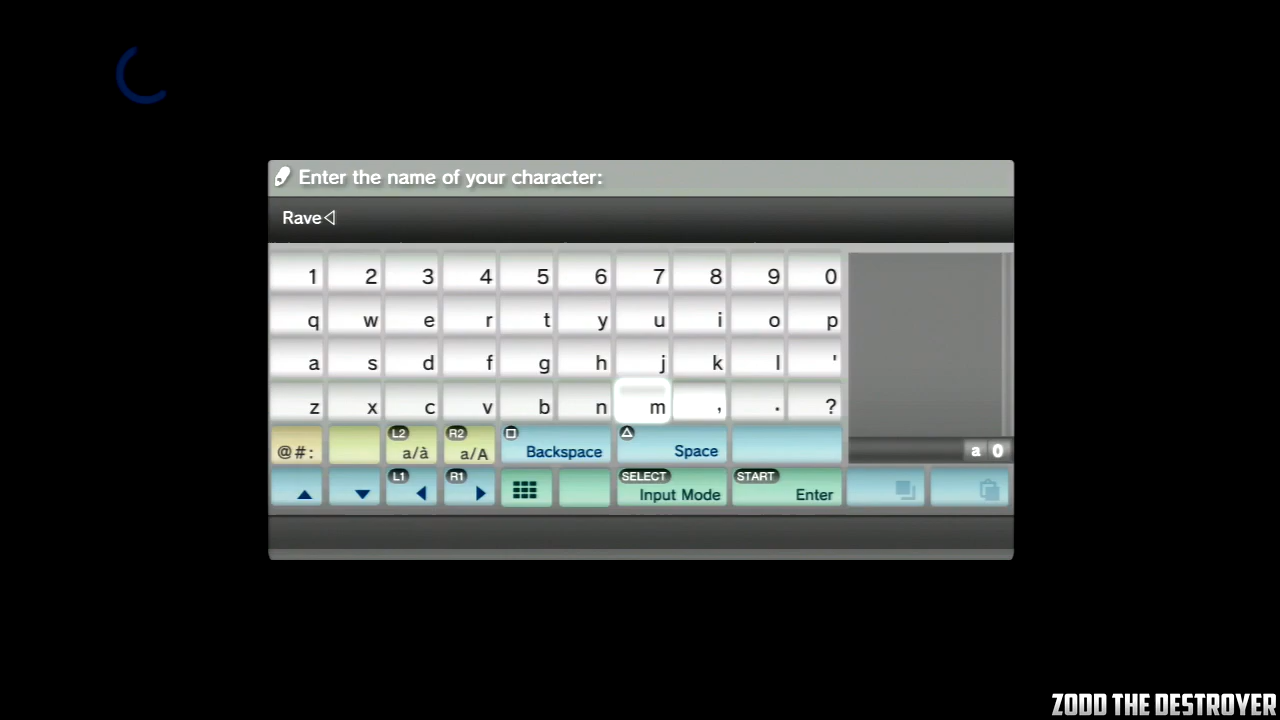 Enter the name of your character:
Rave
1 2 3 4 5 6 7 8 9 0
q w e r t y u i o p
a s d f g h j k l '
z x c v b n m , . ?
@#: L2 a/à R2 a/A Backspace Space
a 0
L1 R1 SELECT Input Mode START Enter
ZODD THE DESTROYER